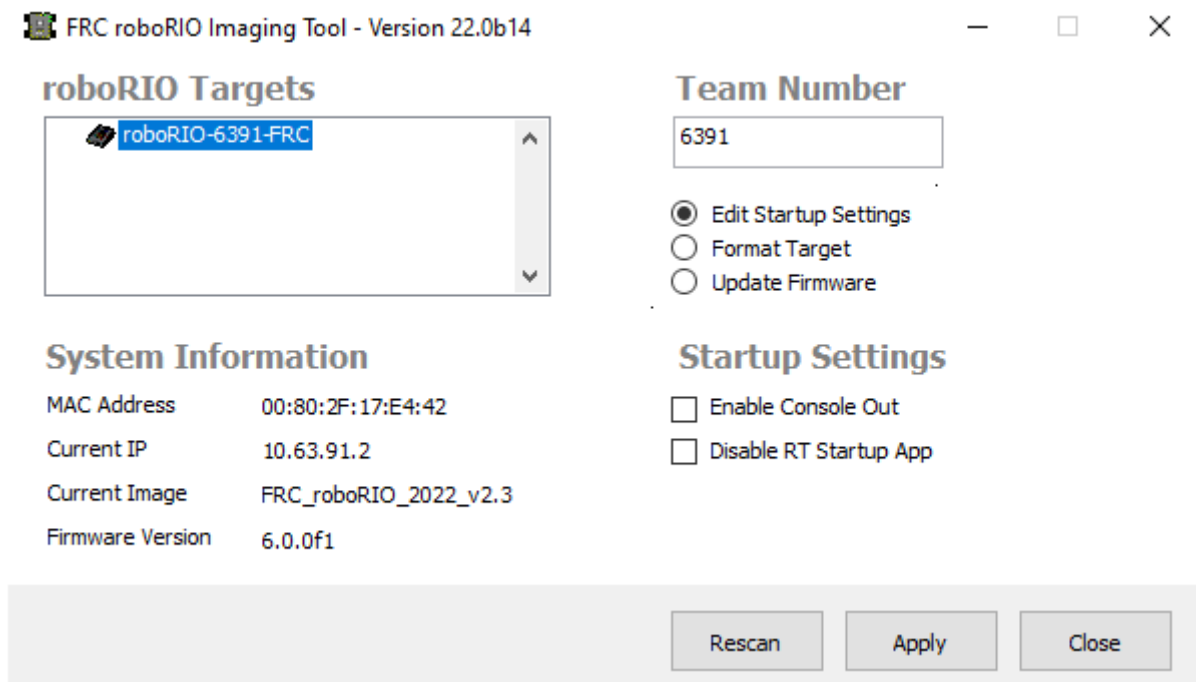 FRC roboRIO Imaging Tool - Version 22.0b14
roboRIO Targets
roboRIO-6391-FRC
Team Number
6391
Edit Startup Settings
Format Target
Update Firmware
System Information
MAC Address 00:80:2F:17:E4:42
Current IP 10.63.91.2
Current Image FRC_roboRIO_2022_v2.3
Firmware Version 6.0.0f1
Startup Settings
Enable Console Out
Disable RT Startup App
Rescan Apply Close